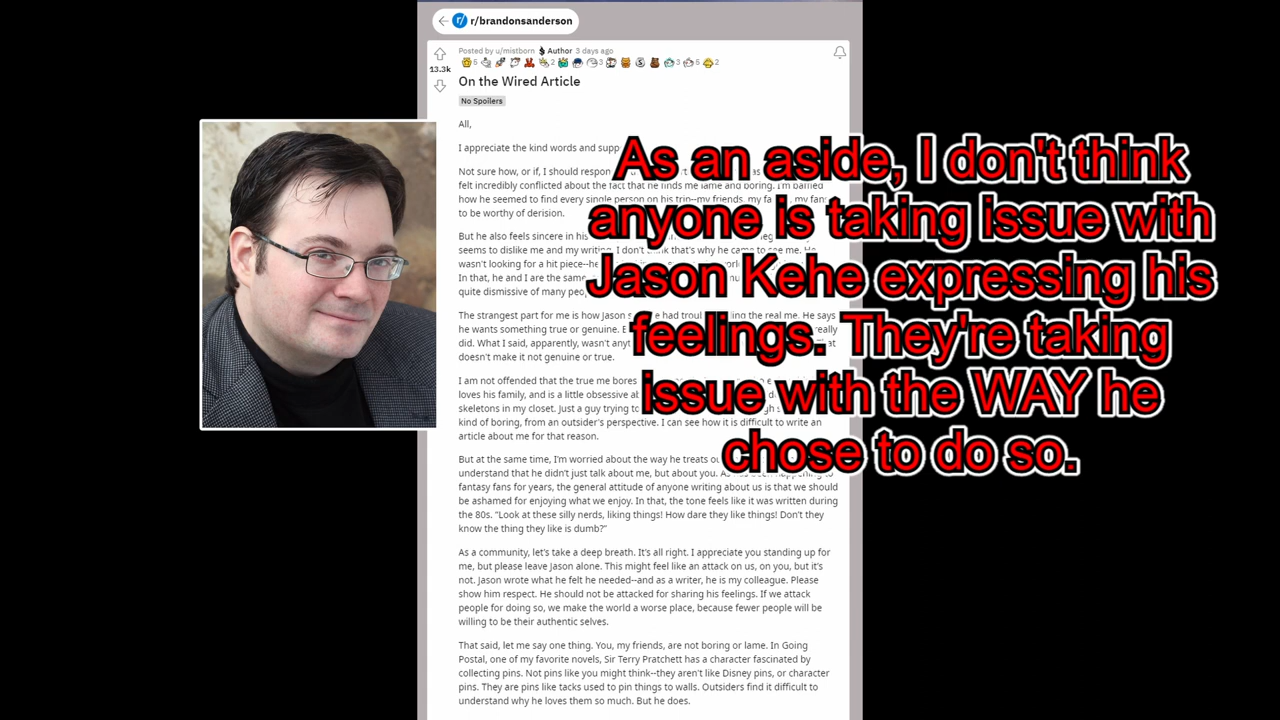 r/brandonsanderson
Posted by u/mistborn Author 3 days ago
5 2 3 3 5 2
13.3k
On the Wired Article
No Spoilers
All,
I appreciate the kind words and supp
Not sure how, or if, I should respon
felt incredibly conflicted about the fact that he finds me lame and boring. I'm baffled
how he seemed to find every single person on his trip--my friends, my fa my fans
to be worthy of derision.
But he also feels sincere in his
seems to dislike me and my writing, I don't think that's why he came to see me. He
wasn't looking for a hit piece--he
In that, he and I are the same.
quite dismissive of many peo
The strangest part for me is how Jason s he had trou the real me. He says
he wants something true or genuine. really
did. What I said, apparently, wasn't anyt at
doesn't make it not genuine or true.
I am not offended that the true me bores
loves his family, and is a little obsessive ab
skeletons in my closet. Just a guy trying to
kind of boring, from an outsider's perspective. I can see how it is difficult to write an
article about me for that reason.
But at the same time, I'm worried about the way he treats ou
understand that he didn't just talk about me, but about you. As has been happening to
fantasy fans for years, the general attitude of anyone writing about us is that we should
be ashamed for enjoying what we enjoy. In that, the tone feels like it was written during
the 80s. "Look at these silly nerds, liking things! How dare they like things! Don't they
know the thing they like is dumb?"
As a community, let's take a deep breath. It's all right. I appreciate you standing up for
me, but please leave Jason alone. This might feel like an attack on us, on you, but it's
not. Jason wrote what he felt he needed--and as a writer, he is my colleague. Please
show him respect. He should not be attacked for sharing his feelings. If we attack
people for doing so, we make the world a worse place, because fewer people will be
willing to be their authentic selves.
That said, let me say one thing. You, my friends, are not boring or lame. In Going
Postal, one of my favorite novels, Sir Terry Pratchett has a character fascinated by
collecting pins. Not pins like you might think--they aren't like Disney pins, or character
pins. They are pins like tacks used to pin things to walls. Outsiders find it difficult to
understand why he loves them so much. But he does.
As an aside, I don't think
anyone is taking issue with
Jason Kehe expressing his
feelings. They're taking
issue with the WAY he
chose to do so.